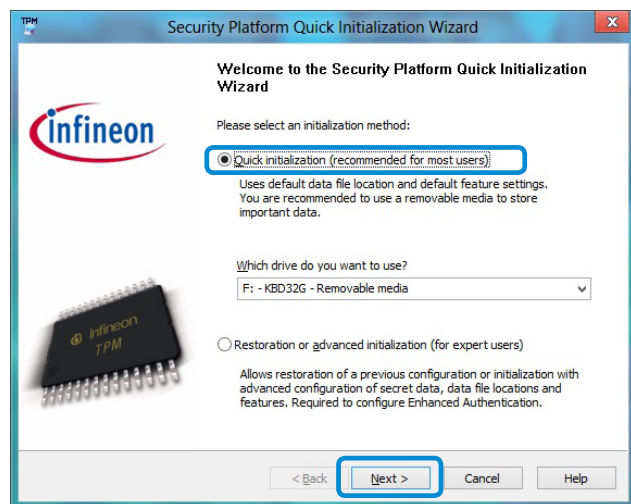 TPM
Security Platform Quick Initialization Wizard
x
Welcome to the Security Platform Quick Initialization
Wizard
infineon
Please select an initialization method:
Quick initialization (recommended for most users)
Uses default data file location and default feature settings.
You are recommended to use a removable media to store
important data.
Which drive do you want to use?
F: - KBD32G - Removable media
infineon
TPM
Restoration or advanced initialization (for expert users)
Allows restoration of a previous configuration or initialization with
advanced configuration of secret data, data file locations and
features. Required to configure Enhanced Authentication.
< Back Next > Cancel Help